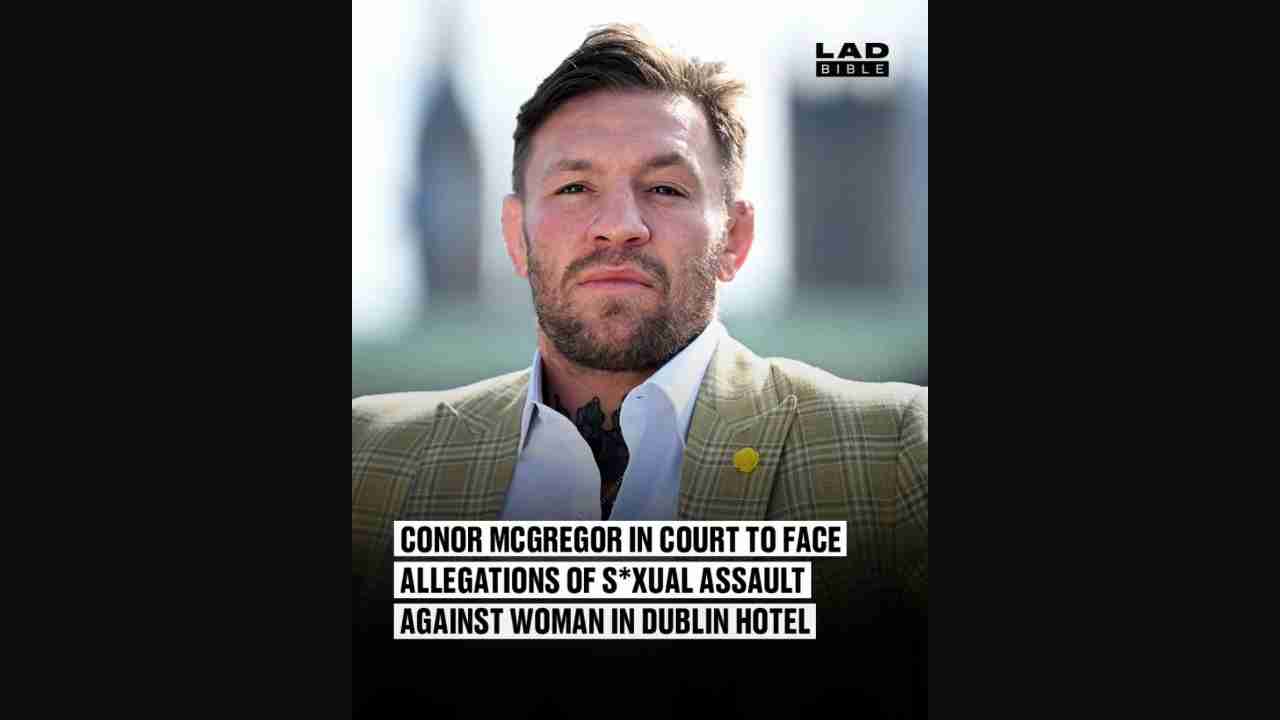 LAD
BIBLE
CONOR MCGREGOR IN COURT TO FACE
ALLEGATIONS OF S*XUAL ASSAULT
AGAINST WOMAN IN DUBLIN HOTEL